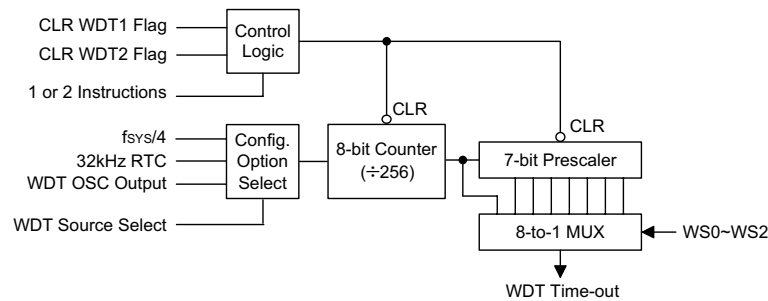 CLR WDT1 Flag
CLR WDT2 Flag
1 or 2 Instructions
Control
Logic
CLR
CLR
fSYS/4
32kHz RTC
WDT OSC Output
WDT Source Select
Config.
Option
Select
8-bit Counter
(÷256)
7-bit Prescaler
8-to-1 MUX
WS0~WS2
WDT Time-out